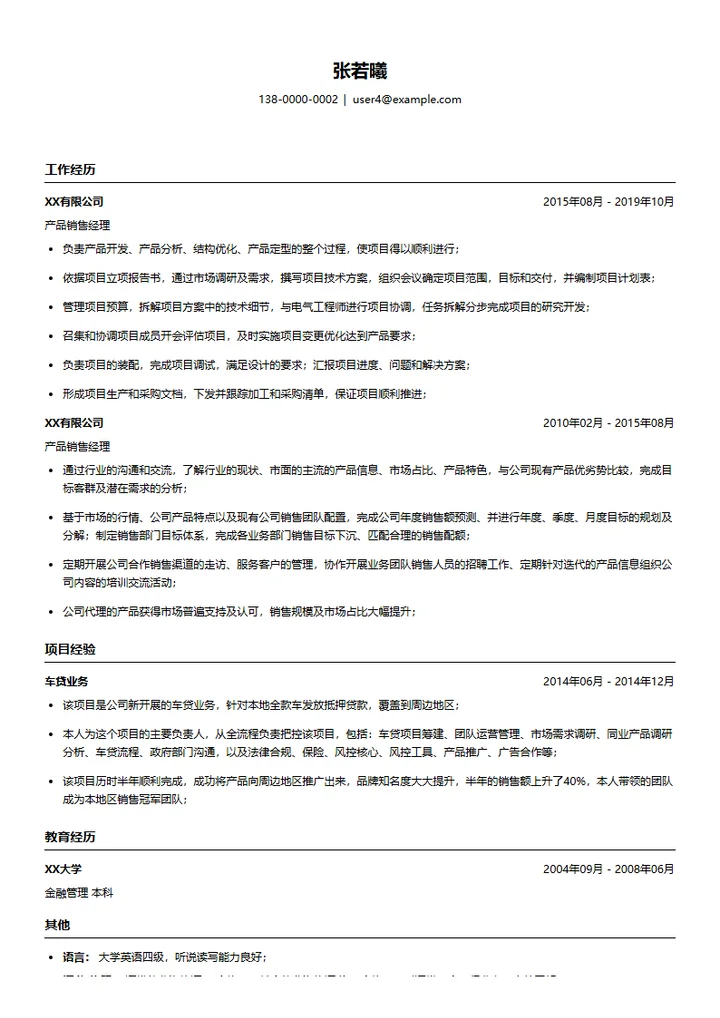 张若曦
138-0000-0002 | user4@example.com
工作经历
XX有限公司 2015年08月 - 2019年10月
产品销售经理
• 负责产品开发、产品分析、结构优化、产品定型的整个过程，使项目得以顺利进行；
• 依据项目立项报告书，通过市场调研及需求，撰写项目技术方案，组织会议确定项目范围，目标和交付，并编制项目计划表；
• 管理项目预算，拆解项目方案中的技术细节，与电气工程师进行项目协调，任务拆解分步完成项目的研究开发；
• 召集和协调项目成员开会评估项目，及时实施项目变更优化达到产品要求；
• 负责项目的装配，完成项目调试，满足设计的要求；汇报项目进度、问题和解决方案；
• 形成项目生产和采购文档，下发并跟踪加工和采购清单，保证项目顺利推进；
XX有限公司 2010年02月 - 2015年08月
产品销售经理
• 通过行业的沟通和交流，了解行业的现状、市面的主流的产品信息、市场占比、产品特色，与公司现有产品优劣势比较，完成目
标客群及潜在需求的分析；
• 基于市场的行情、公司产品特点以及现有公司销售团队配置，完成公司年度销售额预测、并进行年度、季度、月度目标的规划及
分解；制定销售部门目标体系，完成各业务部门销售目标下沉、匹配合理的销售配额；
• 定期开展公司合作销售渠道的走访、服务客户的管理，协作开展业务团队销售人员的招聘工作、定期针对迭代的产品信息组织公
司内容的培训交流活动；
• 公司代理的产品获得市场普遍支持及认可，销售规模及市场占比大幅提升；
项目经验
车贷业务 2014年06月 - 2014年12月
• 该项目是公司新开展的车贷业务，针对本地全款车发放抵押贷款，覆盖到周边地区；
• 本人为这个项目的主要负责人，从全流程负责把控该项目，包括：车贷项目筹建、团队运营管理、市场需求调研、同业产品调研
分析、车贷流程、政府部门沟通，以及法律合规、保险、风控核心、风控工具、产品推广、广告合作等；
• 该项目历时半年顺利完成，成功将产品向周边地区推广出来，品牌知名度大大提升，半年的销售额上升了40%，本人带领的团队
成为本地区销售冠军团队；
教育经历
XX大学 2004年09月 - 2008年06月
金融管理 本科
其他
• 语言： 大学英语四级，听说读写能力良好；